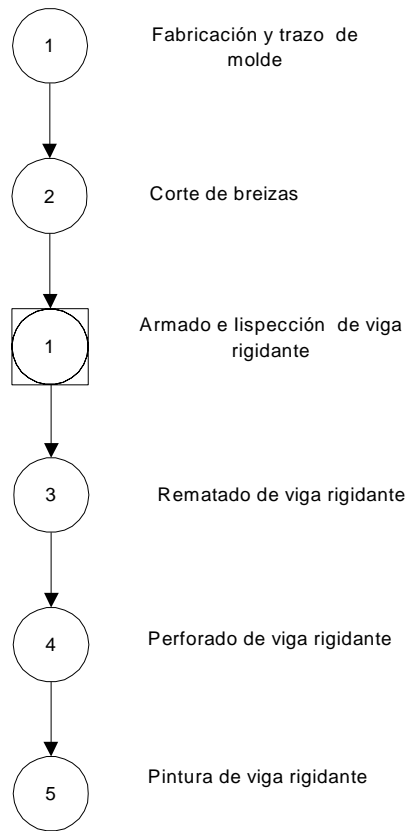 1
Fabricación y trazo de
molde
2
Corte de breizas
1
Armado e Iispección de viga
rigidante
3
Rematado de viga rigidante
4
Perforado de viga rigidante
5
Pintura de viga rigidante